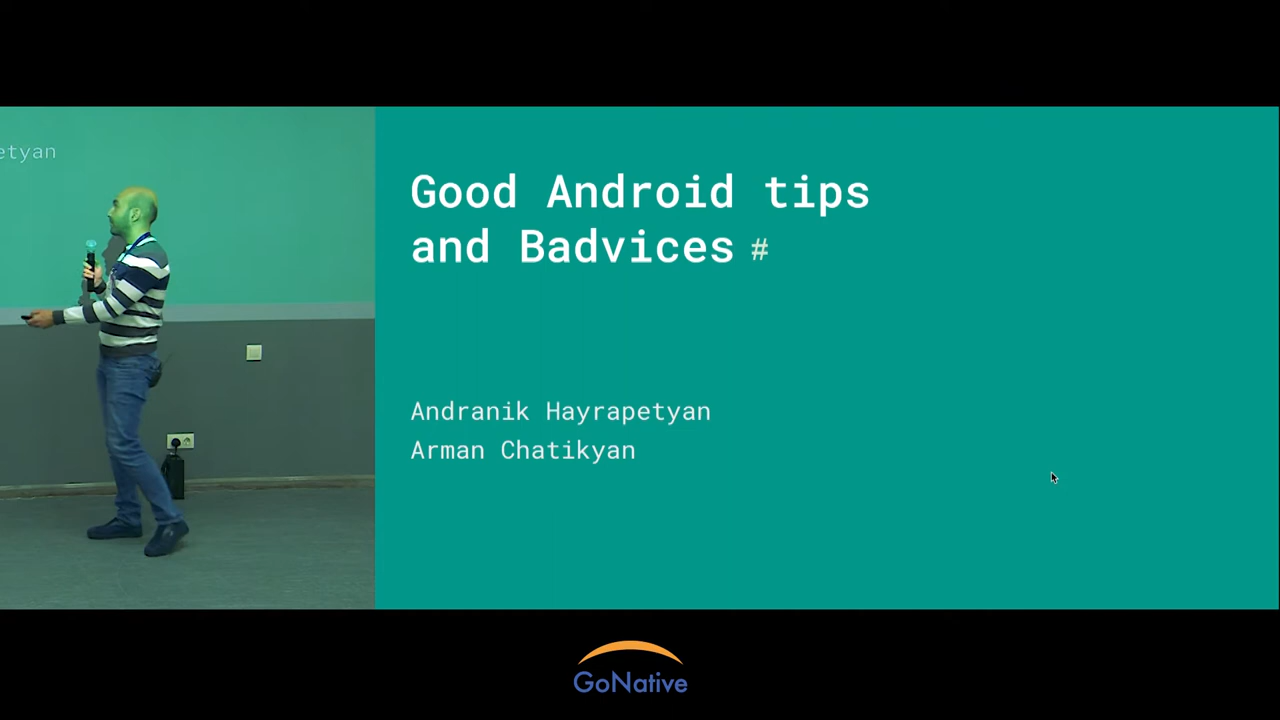 etyan
Good Android tips
and Badvices #
Andranik Hayrapetyan
Arman Chatikyan
GoNative